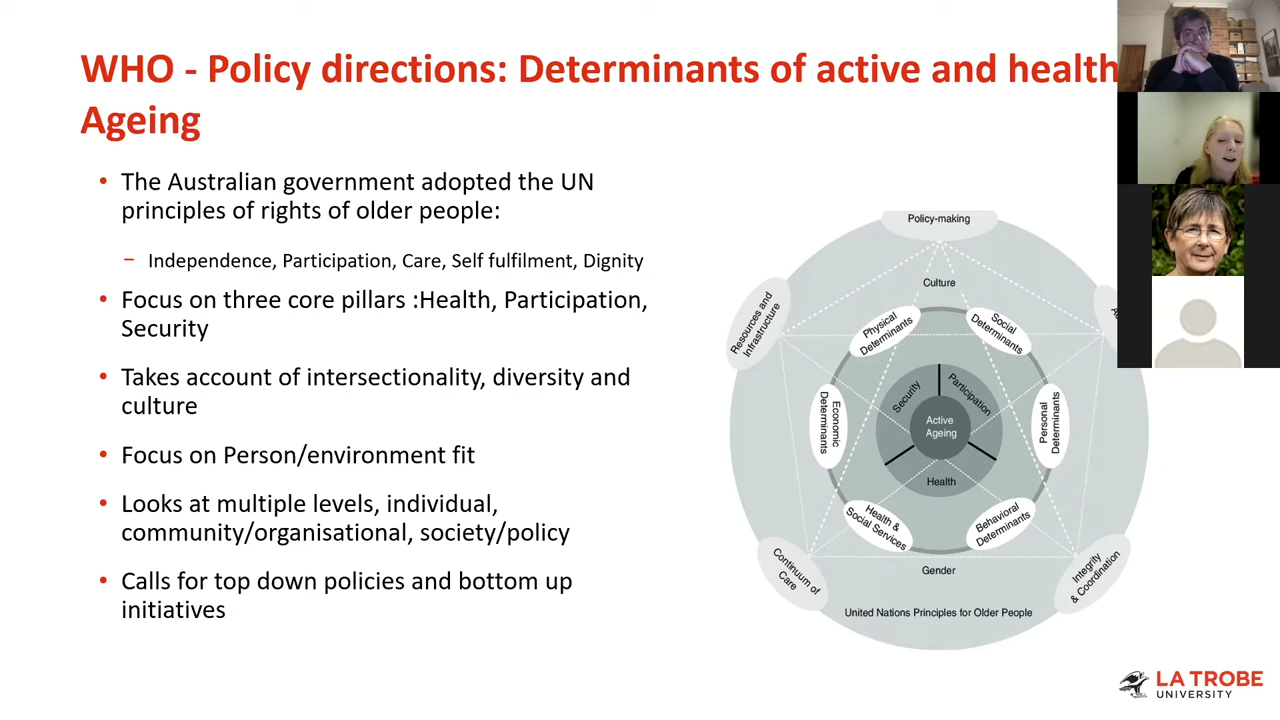 WHO - Policy directions: Determinants of active and health
Ageing
• The Australian government adopted the UN
principles of rights of older people:
– Independence, Participation, Care, Self fulfilment, Dignity
• Focus on three core pillars :Health, Participation,
Security
• Takes account of intersectionality, diversity and
culture
• Focus on Person/environment fit
• Looks at multiple levels, individual,
community/organisational, society/policy
• Calls for top down policies and bottom up
initiatives
Policy-making
Culture
Resources and
Infrastructure
Physical
Determinants
Social
Determinants
Economic
Determinants
Security
Participation
Personal
Determinants
Active
Ageing
Health
Health &
Social Services
Behavioral
Determinants
Continuum of
Care
Gender
Integrity
& Coordination
United Nations Principles for Older People
LA TROBE
UNIVERSITY